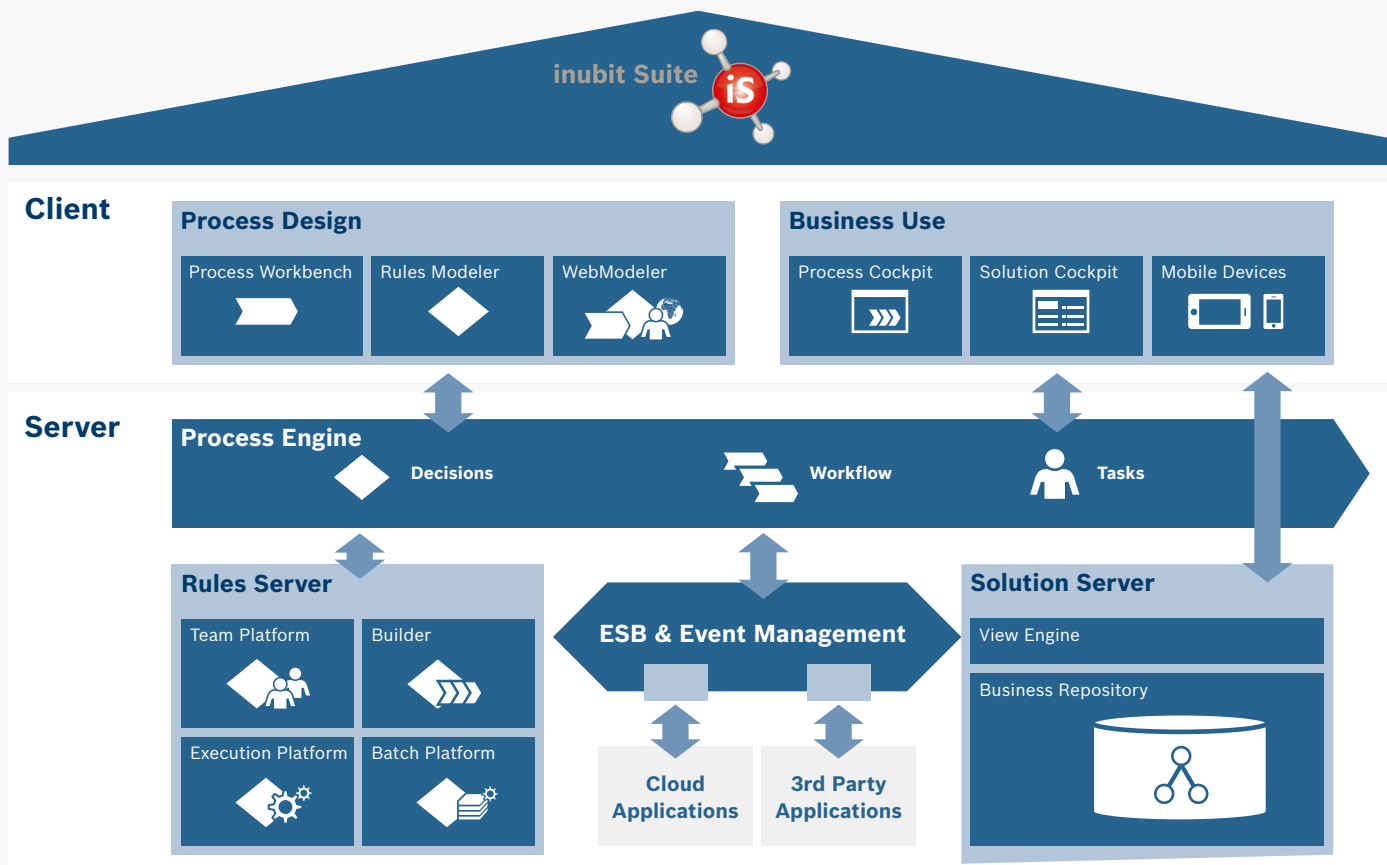 inubit Suite
iS
Client
Process Design
Process Workbench
Rules Modeler
WebModeler
Business Use
Process Cockpit
Solution Cockpit
Mobile Devices
Server
Process Engine
Decisions
Workflow
Tasks
Rules Server
Team Platform
Builder
Execution Platform
Batch Platform
ESB & Event Management
Cloud
Applications
3rd Party
Applications
Solution Server
View Engine
Business Repository